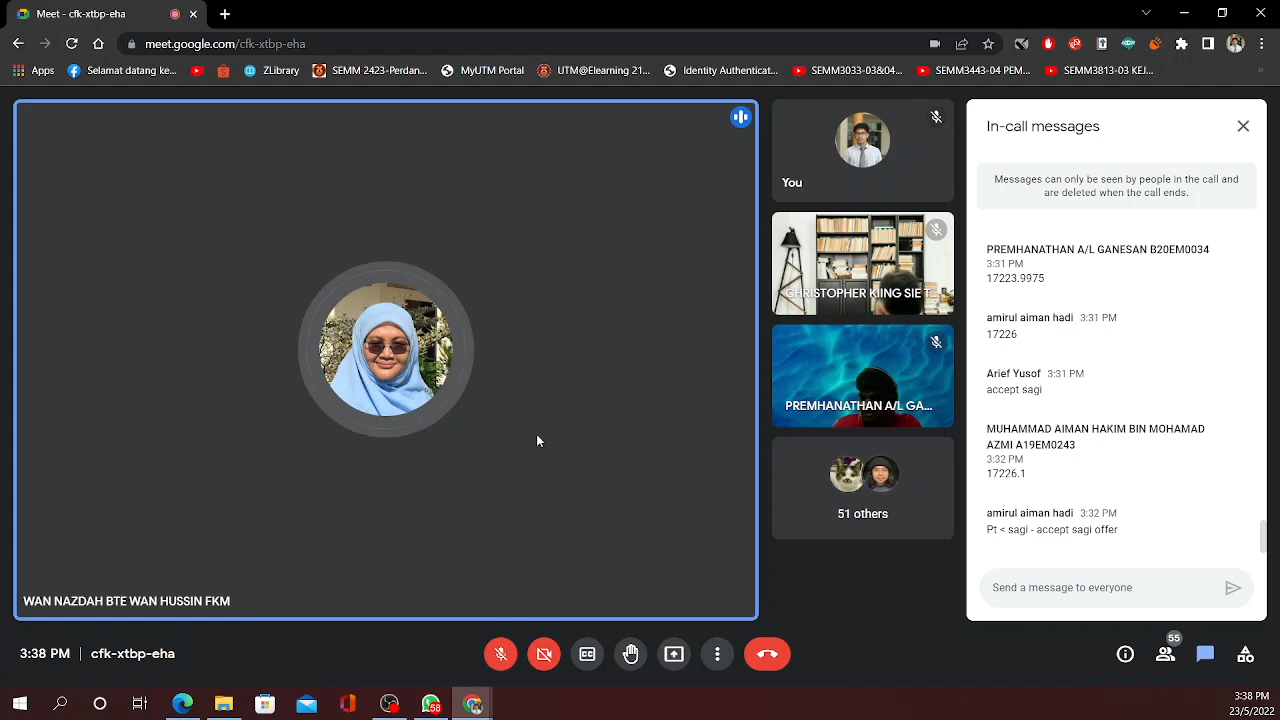 Meet - cfk-xtbp-eha
meet.google.com/cfk-xtbp-eha
Apps
Selamat datang ke...
ZLibrary
SEMM 2423-Perdan...
MyUTM Portal
UTM@Elearning 21...
Identity Authenticat...
SEMM3033-03&04...
SEMM3443-04 PEM...
SEMM3813-03 KEJ...
WAN NAZDAH BTE WAN HUSSIN FKM
You
CHRISTOPHER KIING SIE T...
PREMHANATHAN A/L GA...
51 others
In-call messages
Messages can only be seen by people in the call and
are deleted when the call ends.
PREMHANATHAN A/L GANESAN B20EM0034
3:31 PM
17223.9975
amirul aiman hadi 3:31 PM
17226
Arief Yusof 3:31 PM
accept sagi
MUHAMMAD AIMAN HAKIM BIN MOHAMAD
AZMI A19EM0243
3:32 PM
17226.1
amirul aiman hadi 3:32 PM
Pt < sagi - accept sagi offer
Send a message to everyone
3:38 PM | cfk-xtbp-eha
55
58
3:38 PM
23/5/2022